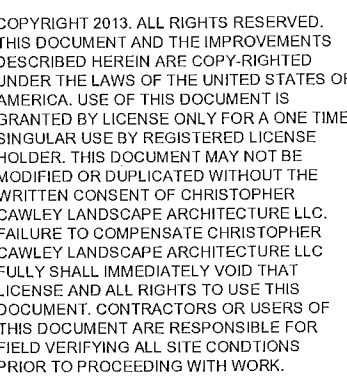 COPYRIGHT 2013. ALL RIGHTS RESERVED.
THIS DOCUMENT AND THE IMPROVEMENTS
DESCRIBED HEREIN ARE COPY-RIGHTED
UNDER THE LAWS OF THE UNITED STATES OF
AMERICA. USE OF THIS DOCUMENT IS
GRANTED BY LICENSE ONLY FOR A ONE TIME
SINGULAR USE BY REGISTERED LICENSE
HOLDER. THIS DOCUMENT MAY NOT BE
MODIFIED OR DUPLICATED WITHOUT THE
WRITTEN CONSENT OF CHRISTOPHER
CAWLEY LANDSCAPE ARCHITECTURE LLC.
FAILURE TO COMPENSATE CHRISTOPHER
CAWLEY LANDSCAPE ARCHITECTURE LLC
FULLY SHALL IMMEDIATELY VOID THAT
LICENSE AND ALL RIGHTS TO USE THIS
DOCUMENT. CONTRACTORS OR USERS OF
THIS DOCUMENT ARE RESPONSIBLE FOR
FIELD VERIFYING ALL SITE CONDTIONS
PRIOR TO PROCEEDING WITH WORK.